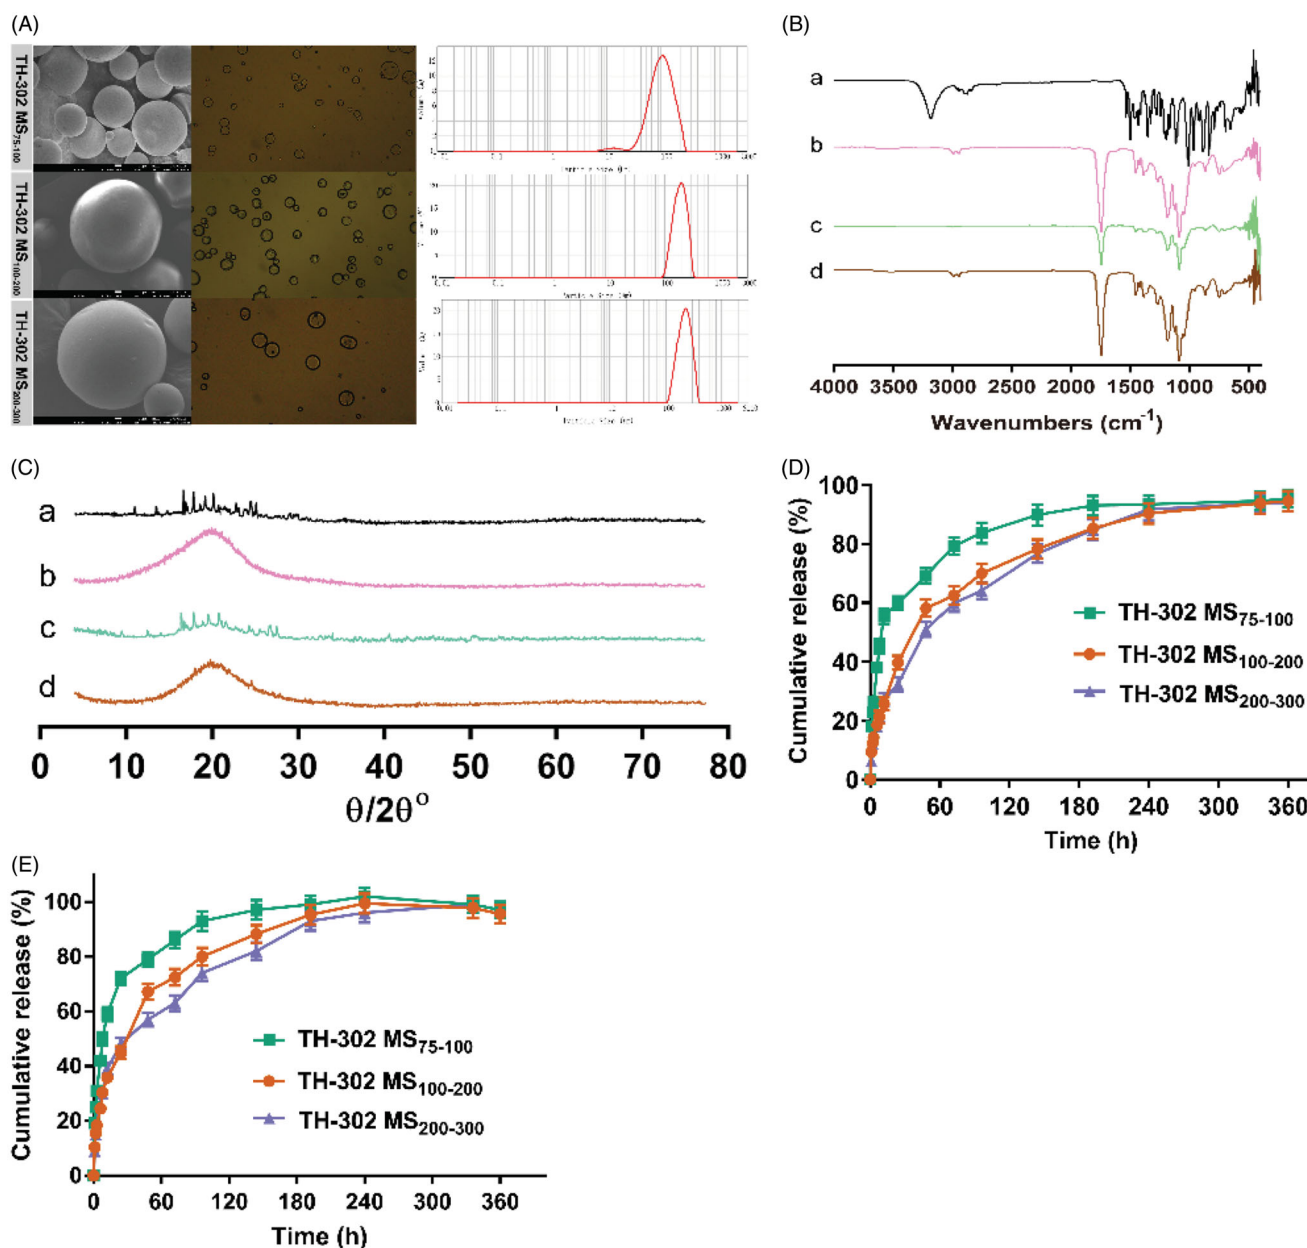 (A)
TH-302 MS75-100
TH-302 MS100-200
TH-302 MS200-300
(B)
a
b
c
d
4000 3500 3000 2500 2000 1500 1000 500
Wavenumbers (cm-1)
(C)
a
b
c
d
0 10 20 30 40 50 60 70 80
θ/2θ°
(D)
Cumulative release (%)
100
80
60
40
20
0
TH-302 MS75-100
TH-302 MS100-200
TH-302 MS200-300
0 60 120 180 240 300 360
Time (h)
(E)
Cumulative release (%)
100
80
60
40
20
0
TH-302 MS75-100
TH-302 MS100-200
TH-302 MS200-300
0 60 120 180 240 300 360
Time (h)